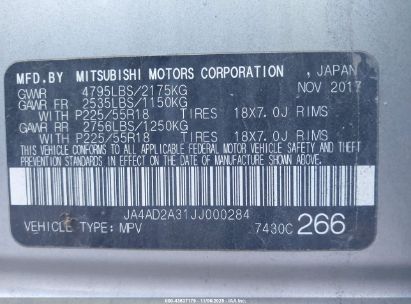 MFD.BY MITSUBISHI MOTORS CORPORATION , JAPAN
GVWR 4795LBS/2175KG NOV 2017
GAWR FR 2535LBS/1150KG
WITH P225/55R18 TIRES 18X7.0J RIMS
GAWR RR 2756LBS/1250KG
WITH P225/55R18 TIRES 18X7.0J RIMS
THIS VEHICLE CONFORMS TO ALL APPLICABLE FEDERAL MOTOR VEHICLE SAFETY AND
THEFT PREVENTION STANDARDS IN EFFECT ON THE DATE OF MANUFACTURE SHOWN ABOVE.
JA4AD2A31JJ000284
VEHICLE TYPE: MPV 7430C 266